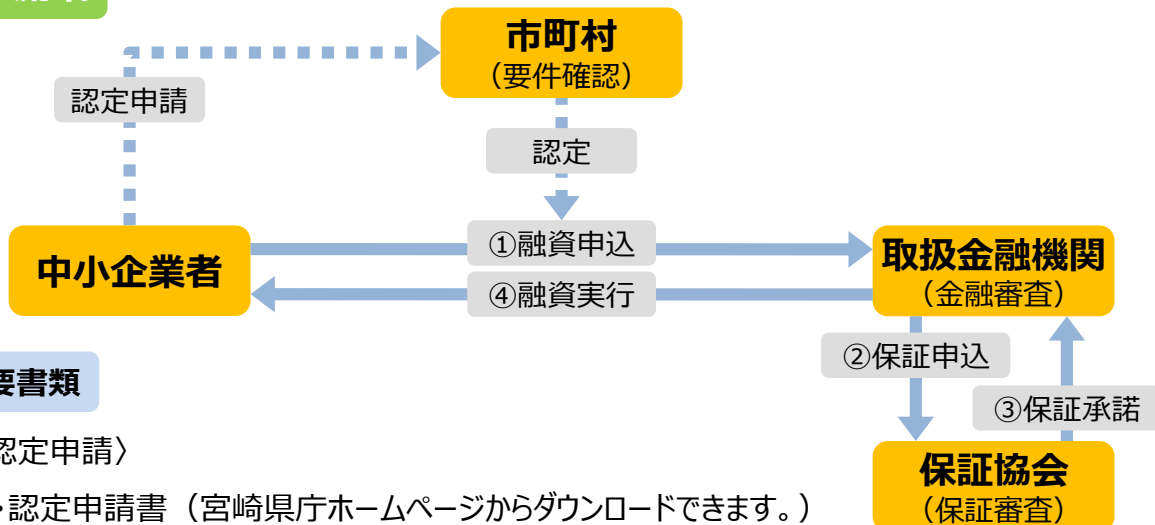 市町村
（要件確認）
認定申請
認定
中小企業者
①融資申込
④融資実行
取扱金融機関
（金融審査）
②保証申込
③保証承諾
保証協会
（保証審査）
要書類
認定申請〉
・認定申請書（宮崎県庁ホームページからダウンロードできます。）